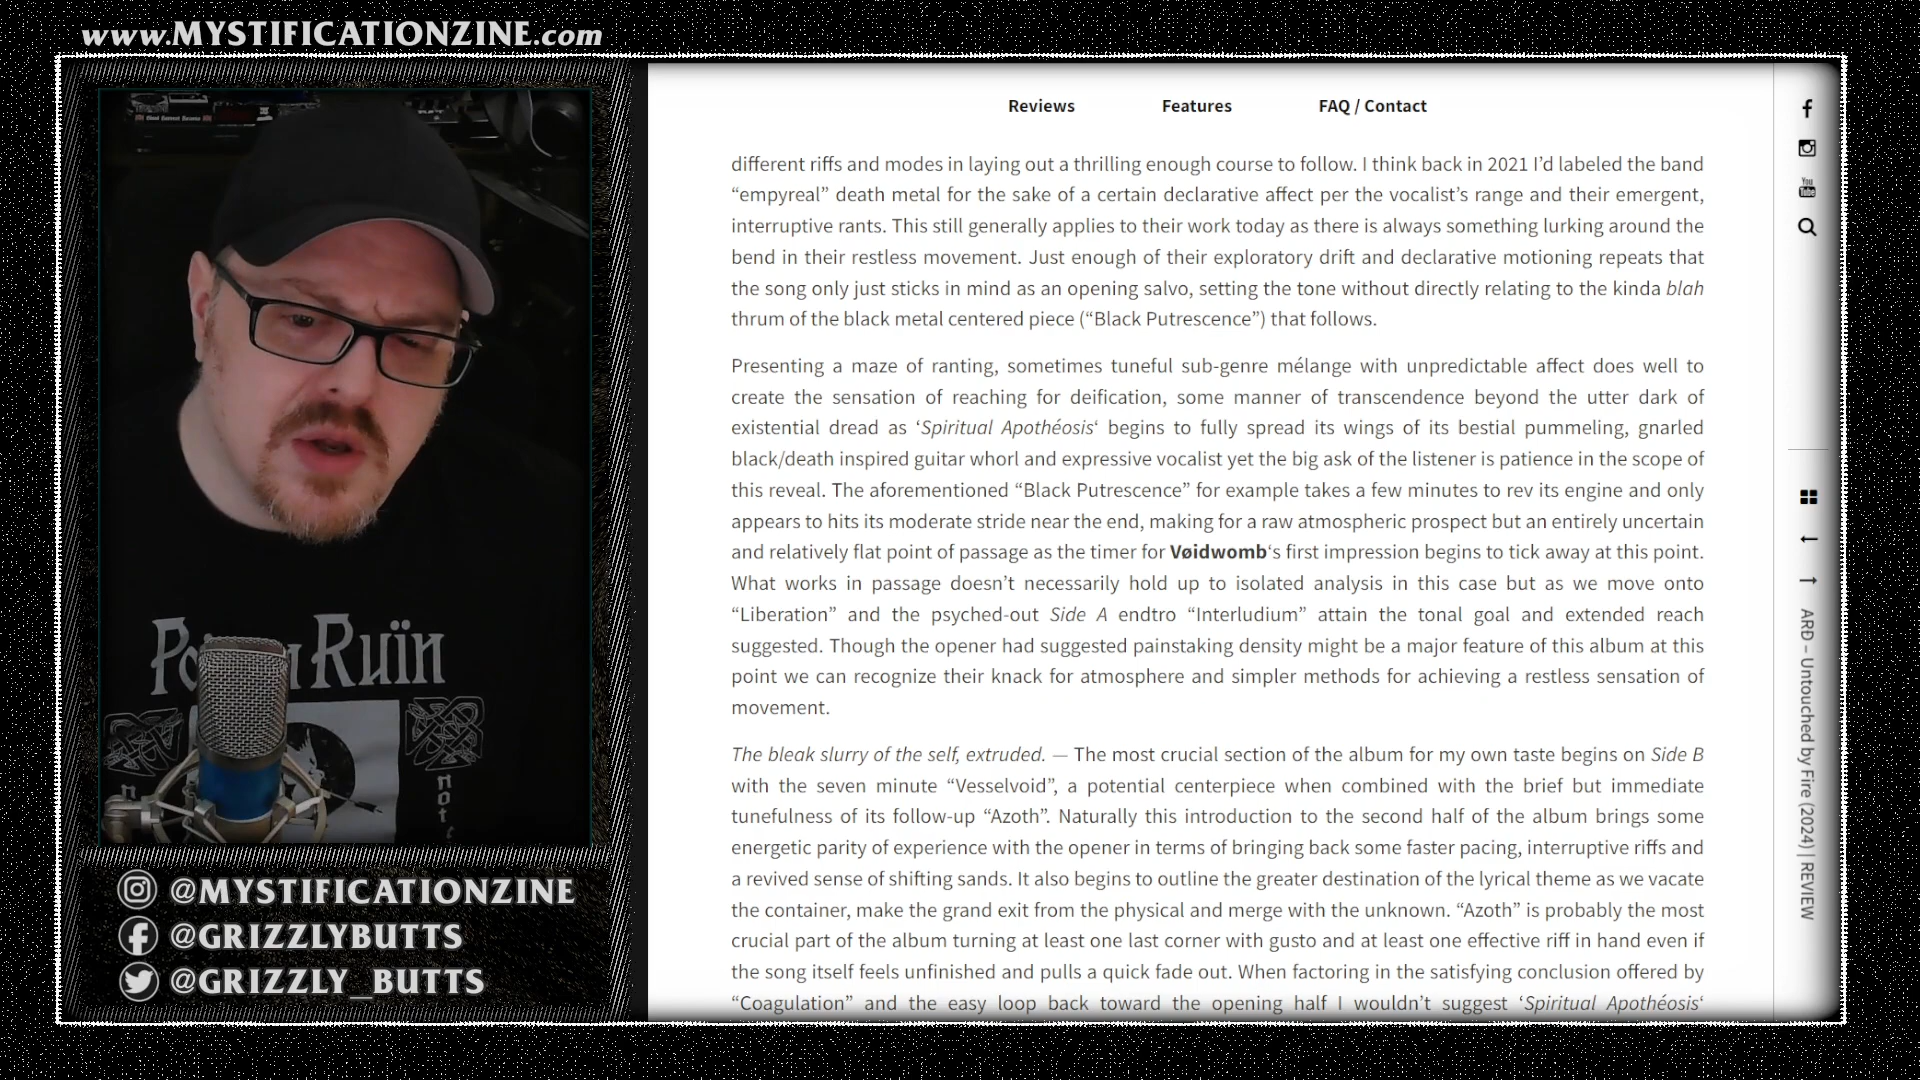 www.MYSTIFICATIONZINE.com
Reviews
Features
FAQ / Contact
different riffs and modes in laying out a thrilling enough course to follow. I think back in 2021 I’d labeled the band
“empyreal” death metal for the sake of a certain declarative affect per the vocalist’s range and their emergent,
interruptive rants. This still generally applies to their work today as there is always something lurking around the
bend in their restless movement. Just enough of their exploratory drift and declarative motioning repeats that
the song only just sticks in mind as an opening salvo, setting the tone without directly relating to the kinda blah
thrum of the black metal centered piece (“Black Putrescence”) that follows.
Presenting a maze of ranting, sometimes tuneful sub-genre mélange with unpredictable affect does well to
create the sensation of reaching for deification, some manner of transcendence beyond the utter dark of
existential dread as ‘Spiritual Apothéosis‘ begins to fully spread its wings of its bestial pummeling, gnarled
black/death inspired guitar whorl and expressive vocalist yet the big ask of the listener is patience in the scope of
this reveal. The aforementioned “Black Putrescence” for example takes a few minutes to rev its engine and only
appears to hits its moderate stride near the end, making for a raw atmospheric prospect but an entirely uncertain
and relatively flat point of passage as the timer for Vøidwomb‘s first impression begins to tick away at this point.
What works in passage doesn’t necessarily hold up to isolated analysis in this case but as we move onto
“Liberation” and the psyched-out Side A endtro “Interludium” attain the tonal goal and extended reach
suggested. Though the opener had suggested painstaking density might be a major feature of this album at this
point we can recognize their knack for atmosphere and simpler methods for achieving a restless sensation of
movement.
The bleak slurry of the self, extruded. — The most crucial section of the album for my own taste begins on Side B
with the seven minute “Vesselvoid”, a potential centerpiece when combined with the brief but immediate
tunefulness of its follow-up “Azoth”. Naturally this introduction to the second half of the album brings some
energetic parity of experience with the opener in terms of bringing back some faster pacing, interruptive riffs and
a revived sense of shifting sands. It also begins to outline the greater destination of the lyrical theme as we vacate
the container, make the grand exit from the physical and merge with the unknown. “Azoth” is probably the most
crucial part of the album turning at least one last corner with gusto and at least one effective riff in hand even if
the song itself feels unfinished and pulls a quick fade out. When factoring in the satisfying conclusion offered by
“Coagulation” and the easy loop back toward the opening half I wouldn’t suggest ‘Spiritual Apothéosis‘
You Tube
ARÐ – Untouched by Fire (2024) | REVIEW
Ruïn
not
@MYSTIFICATIONZINE
@GRIZZLYBUTTS
@GRIZZLY_BUTTS